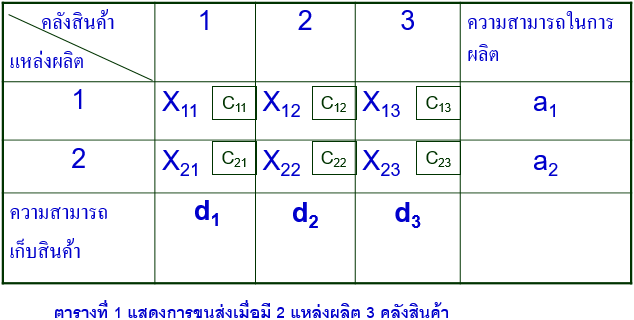 คลังสินค้า 1 2 3 ความสามารถในการ
แหล่งผลิต ผลิต
1 X11 C11 X12 C12 X13 C13 a1
2 X21 C21 X22 C22 X23 C23 a2
ความสามารถ d1 d2 d3
เก็บสินค้า
ตารางที่ 1 แสดงการขนส่งเมื่อมี 2 แหล่งผลิต 3 คลังสินค้า